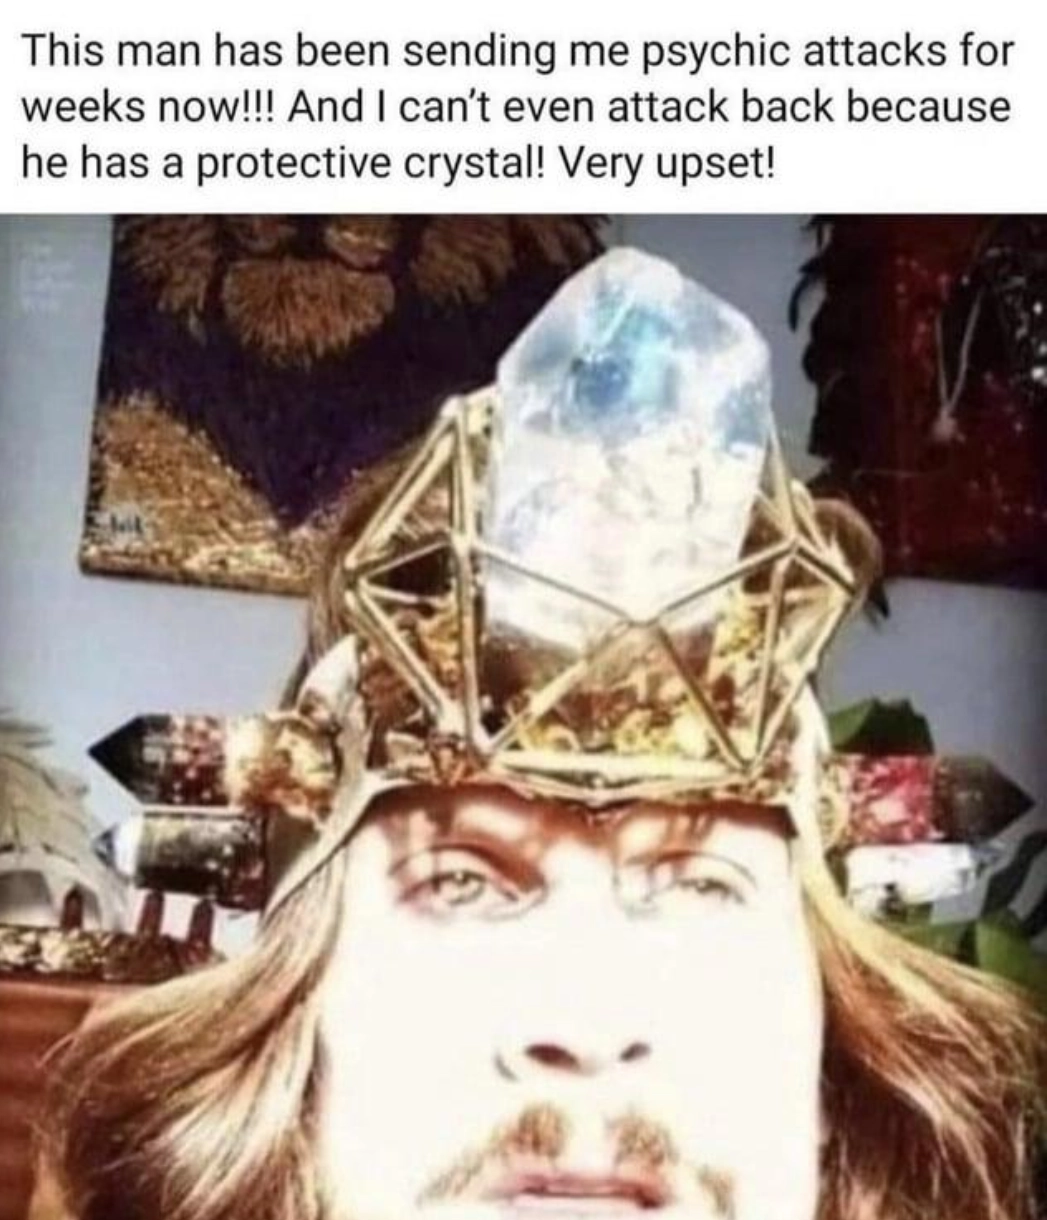 This man has been sending me psychic attacks for
weeks now!!! And I can't even attack back because
he has a protective crystal! Very upset!